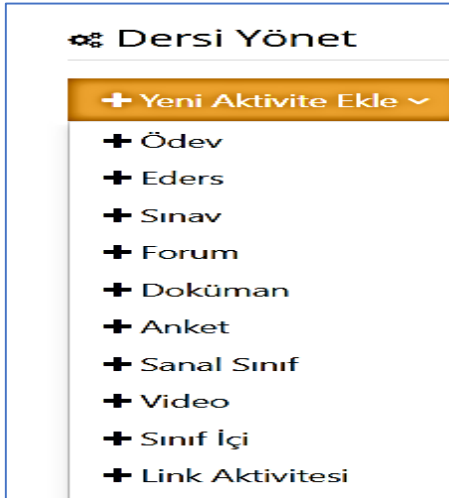 Dersi Yönet
Yeni Aktivite Ekle
Ödev
Eders
Sınav
Forum
Doküman
Anket
Sanal Sınıf
Video
Sınıf İçi
Link Aktivitesi